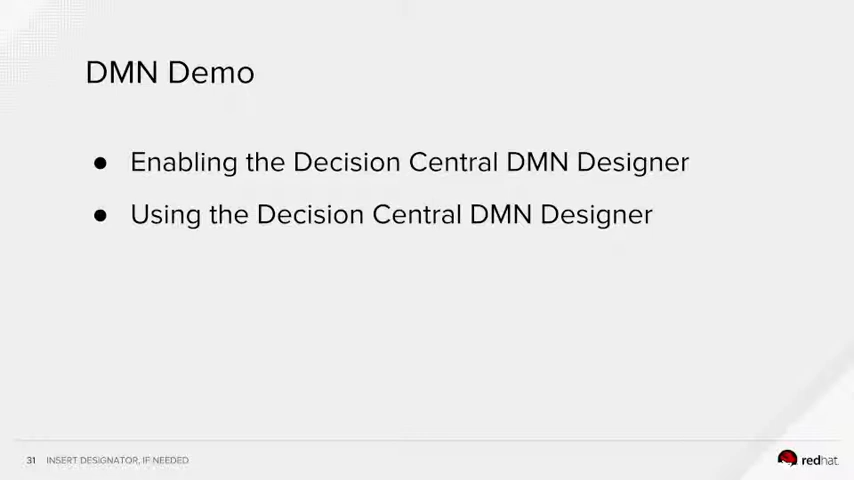 DMN Demo
● Enabling the Decision Central DMN Designer
● Using the Decision Central DMN Designer
31 INSERT DESIGNATOR, IF NEEDED
redhat